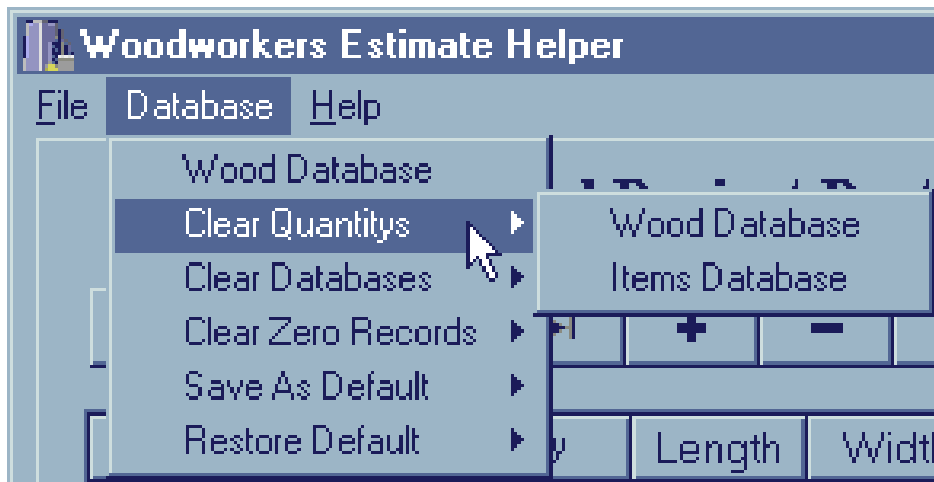 Woodworkers Estimate Helper
File Database Help
Wood Database
Clear Quantitys
Clear Databases
Clear Zero Records
Save As Default
Restore Default
Wood Database
Items Database
+ −
Length Width